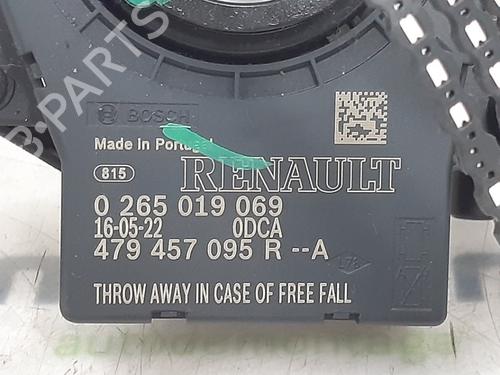 B-PARTS
BOSCH
Made in Portugal
815
RENAULT
0 265 019 069
16-05-22 0DCA
479 457 095 R --A
THROW AWAY IN CASE OF FREE FALL